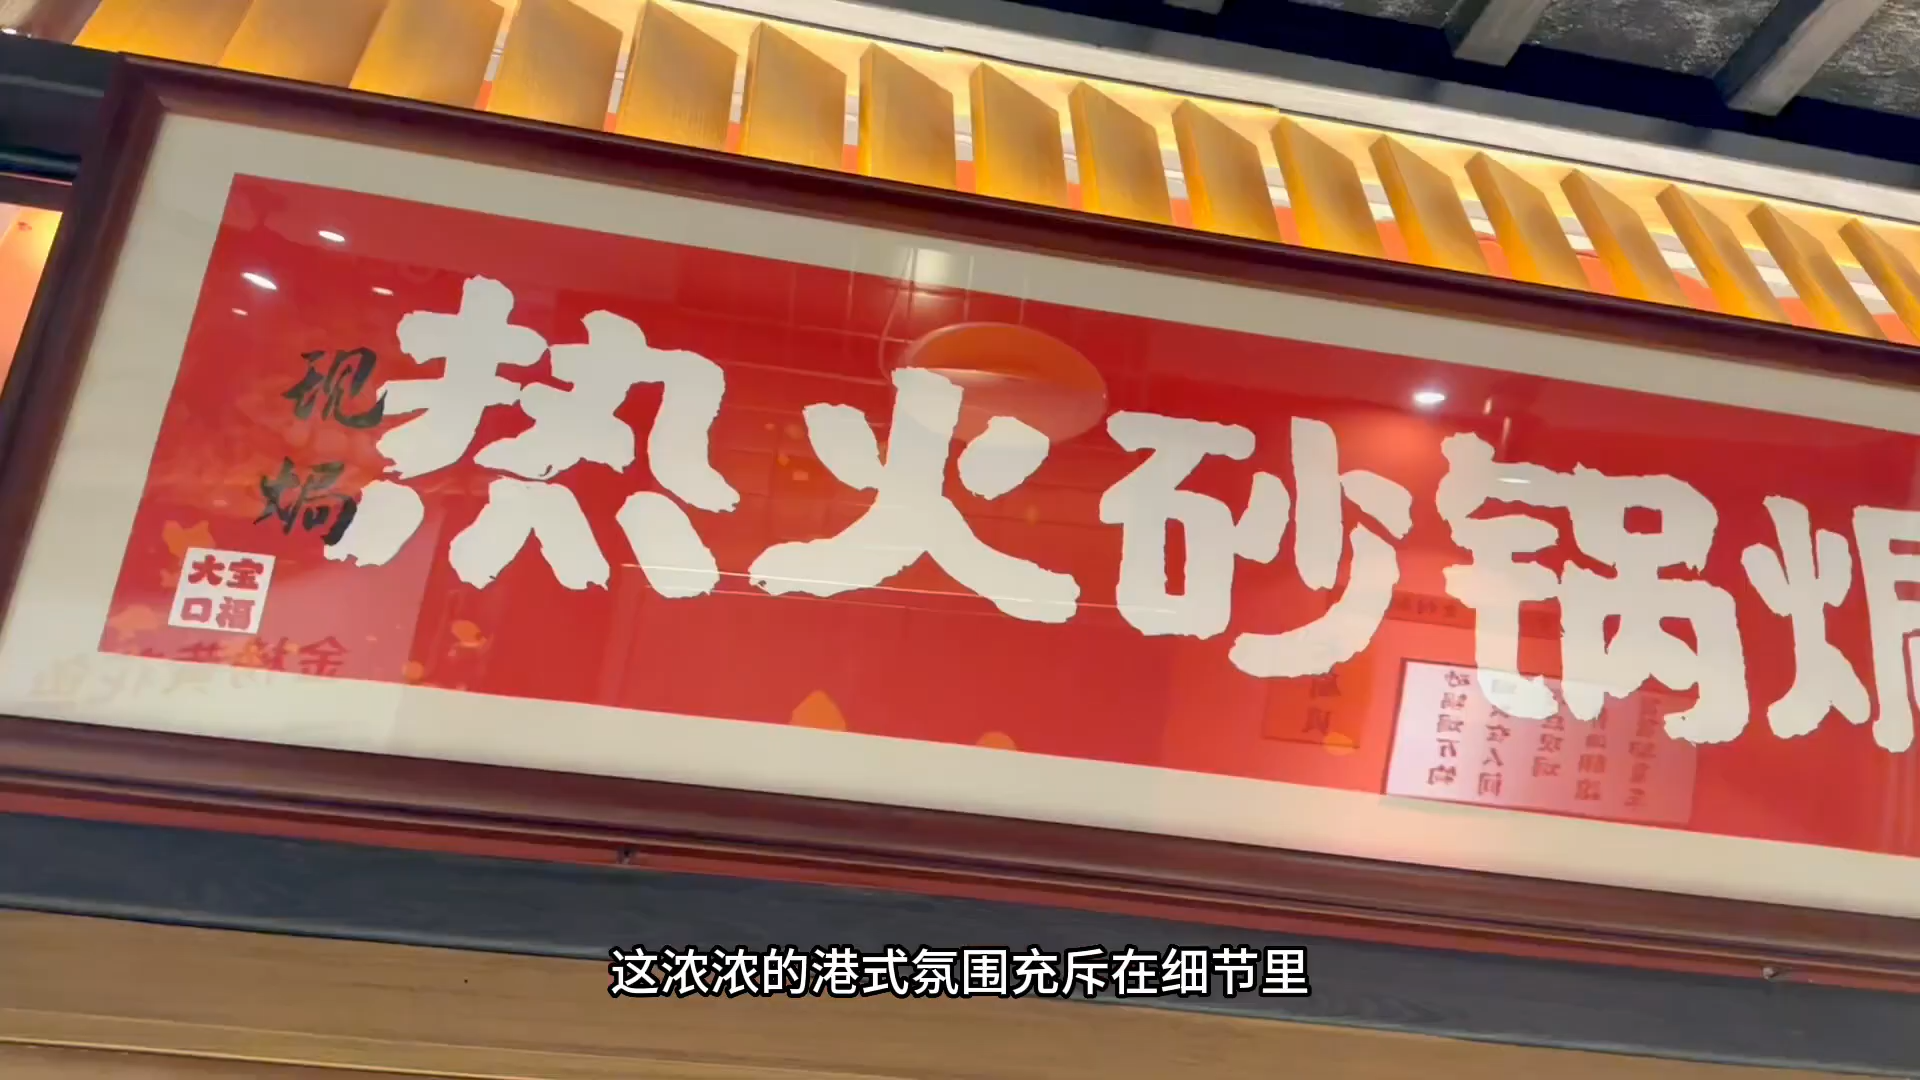 现焗
热火砂锅焗
大宝
口福
这浓浓的港式氛围充斥在细节里